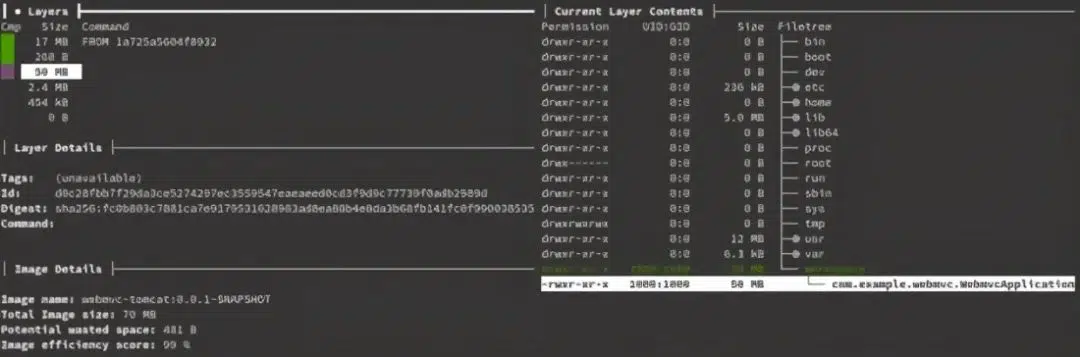 Layers
Cmp Size Command
17 MB FROM 1a725a5604f8932
200 B
50 MB
2.4 MB
494 kB
0 B
Layer Details
Tags: (unavailable)
Id:
Digest:
Command:
Image Details
Image name: webmvc-tomcat:0.0.1-SNAPSHOT
Total Image size: 70 MB
Potential wasted space: 481 B
Image efficiency score: 99 %
Current Layer Contents
Permission UID:GID Size Filetree
drwxr-xr-x 0:0 0 B bin
drwxr-xr-x 0:0 0 B boot
drwxr-xr-x 0:0 0 B dev
drwxr-xr-x 0:0 236 kB etc
drwxr-xr-x 0:0 0 B home
drwxr-xr-x 0:0 5.0 MB lib
drwxr-xr-x 0:0 0 B lib64
drwxr-xr-x 0:0 0 B proc
drwx------ 0:0 0 B root
drwxr-xr-x 0:0 0 B run
drwxr-xr-x 0:0 0 B sbin
drwxr-xr-x 0:0 0 B sys
drwxrwxrwx 0:0 0 B tmp
drwxr-xr-x 0:0 12 MB usr
drwxr-xr-x 0:0 6.1 kB var
-rwxr-xr-x 1000:1000 50 MB com.example.webmvc.WebmvcApplication